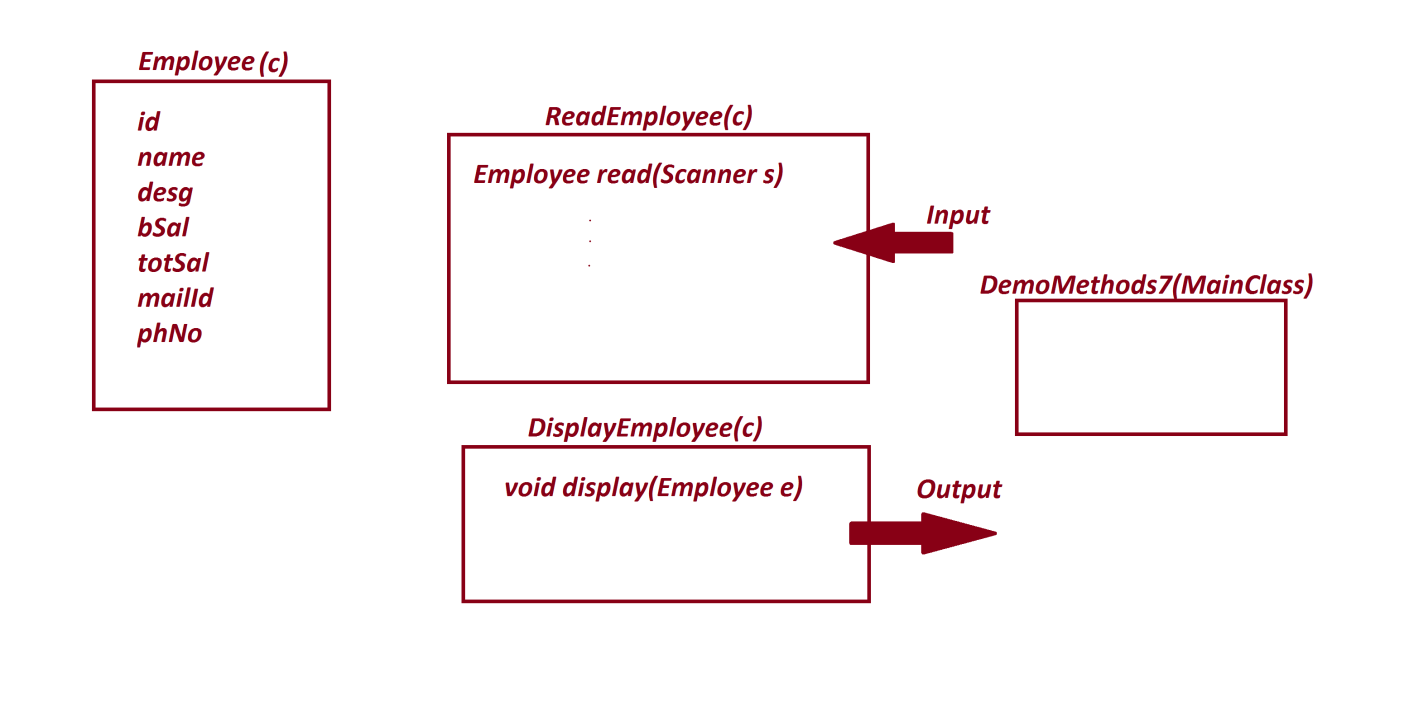 Employee (c)
id
name
desg
bSal
totSal
mailId
phNo
ReadEmployee(c)
Employee read(Scanner s)
.
.
.
Input
DemoMethods7(MainClass)
DisplayEmployee(c)
void display(Employee e)
Output